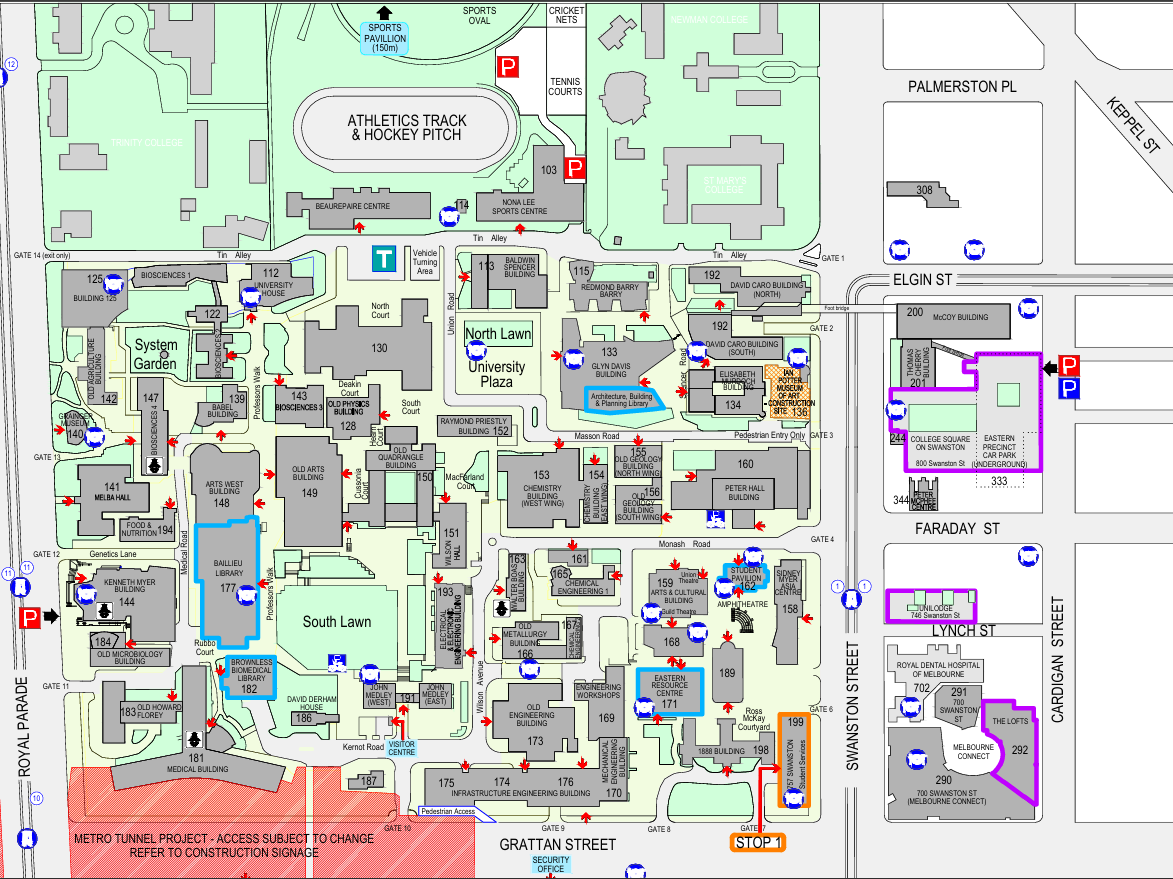 SPORTS
OVAL
CRICKET
NETS
NEWMAN COLLEGE
SPORTS
PAVILLION
(150m)
12
P
TENNIS
COURTS
PALMERSTON PL
KEPPEL ST
ATHLETICS TRACK
& HOCKEY PITCH
TRINITY COLLEGE
103
P
ST MARY'S
COLLEGE
308
BEAUREPAIRE CENTRE
114
NONA LEE
SPORTS CENTRE
Tin Alley
GATE 14 (exit only)
Tin Alley
T
Vehicle
Turning
Area
Tin Alley
GATE 1
125
BUILDING 125
BIOSCIENCES 1
112
UNIVERSITY
HOUSE
113
BALDWIN
SPENCER
BUILDING
115
REDMOND BARRY
BARRY
192
DAVID CARO BUILDING
(NORTH)
ELGIN ST
Foot bridge
200
McCOY BUILDING
122
North
Court
Union Road
North Lawn
192
DAVID CARO BUILDING
(SOUTH)
GATE 2
System
Garden
BIOSCIENCES 2
130
University
Plaza
133
GLYN DAVIS
BUILDING
Spencer Road
THOMAS
CHERRY
BUILDING
201
P
P
OLD AGRICULTURE
BUILDING
142
147
BIOSCIENCES 4
139
BABEL
BUILDING
Professors Walk
Deakin
Court
143
BIOSCIENCES 3
OLD PHYSICS
BUILDING
128
South
Court
Architecture, Building
& Planning Library
ELISABETH
MURDOCH
BUILDING
134
IAN
POTTER
MUSEUM
OF ART
CONSTRUCTION
SITE 136
GRAINGER
MUSEUM
140
RAYMOND PRIESTLY
BUILDING 152
Masson Road
Pedestrian Entry Only
GATE 3
244
COLLEGE SQUARE
ON SWANSTON
800 Swanston St
EASTERN
PRECINCT
CAR PARK
(UNDERGROUND)
333
GATE 13
OLD
QUADRANGLE
BUILDING
150
MacFarland
Court
Cussonia
Court
OLD ARTS
BUILDING
149
ARTS WEST
BUILDING
148
141
MELBA HALL
153
CHEMISTRY
BUILDING
(WEST WING)
154
CHEMISTRY
BUILDING
(EAST WING)
155
OLD GEOLOGY
BUILDING
(NORTH WING)
156
OLD
GEOLOGY
BUILDING
(SOUTH WING)
160
PETER HALL
BUILDING
344
PETER
MCPHEE
CENTRE
FOOD &
NUTRITION
194
FARADAY ST
GATE 12
Genetics Lane
Medical Road
BAILLIEU
LIBRARY
177
151
WILSON
HALL
Monash Road
GATE 4
11
11
KENNETH MYER
BUILDING
144
Professors Walk
193
ELECTRICAL
& ELECTRONIC
ENGINEERING BUILDING
163
WALTER BOAS
BUILDING
161
165
CHEMICAL
ENGINEERING 1
159
ARTS & CULTURAL
BUILDING
Union
Theatre
Guild Theatre
STUDENT
PAVILION
162
AMPHITHEATRE
SIDNEY
MYER
ASIA
CENTRE
158
1
1
UNILODGE
746 Swanston St
LYNCH ST
P
184
OLD MICROBIOLOGY
BUILDING
Rubbo
Court
South Lawn
OLD
METALLURGY
BUILDING
166
167
CHEMICAL
ENGINEERING
168
189
ROYAL DENTAL HOSPITAL
OF MELBOURNE
702
GATE 11
BROWNLESS
BIOMEDICAL
LIBRARY
182
DAVID DERHAM
HOUSE
186
JOHN
MEDLEY
(WEST)
191
JOHN
MEDLEY
(EAST)
Wilson Avenue
EASTERN
RESOURCE
CENTRE
171
ENGINEERING
WORKSHOPS
169
291
700
SWANSTON
ST
THE LOFTS
292
MELBOURNE
CONNECT
290
700 SWANSTON ST
(MELBOURNE CONNECT)
183
OLD HOWARD
FLOREY
181
MEDICAL BUILDING
Kernot Road
VISITOR
CENTRE
OLD
ENGINEERING
BUILDING
173
Ross
McKay
Courtyard
1888 BUILDING 198
GATE 6
199
757 SWANSTON
Student Services
187
175 174 176
INFRASTRUCTURE ENGINEERING BUILDING
MECHANICAL
ENGINEERING
BUILDING
170
Pedestrian Access
ROYAL PARADE
SWANSTON STREET
CARDIGAN STREET
10
METRO TUNNEL PROJECT - ACCESS SUBJECT TO CHANGE
REFER TO CONSTRUCTION SIGNAGE
GATE 10
GRATTAN STREET
GATE 9
GATE 8
STOP 1
SECURITY
OFFICE